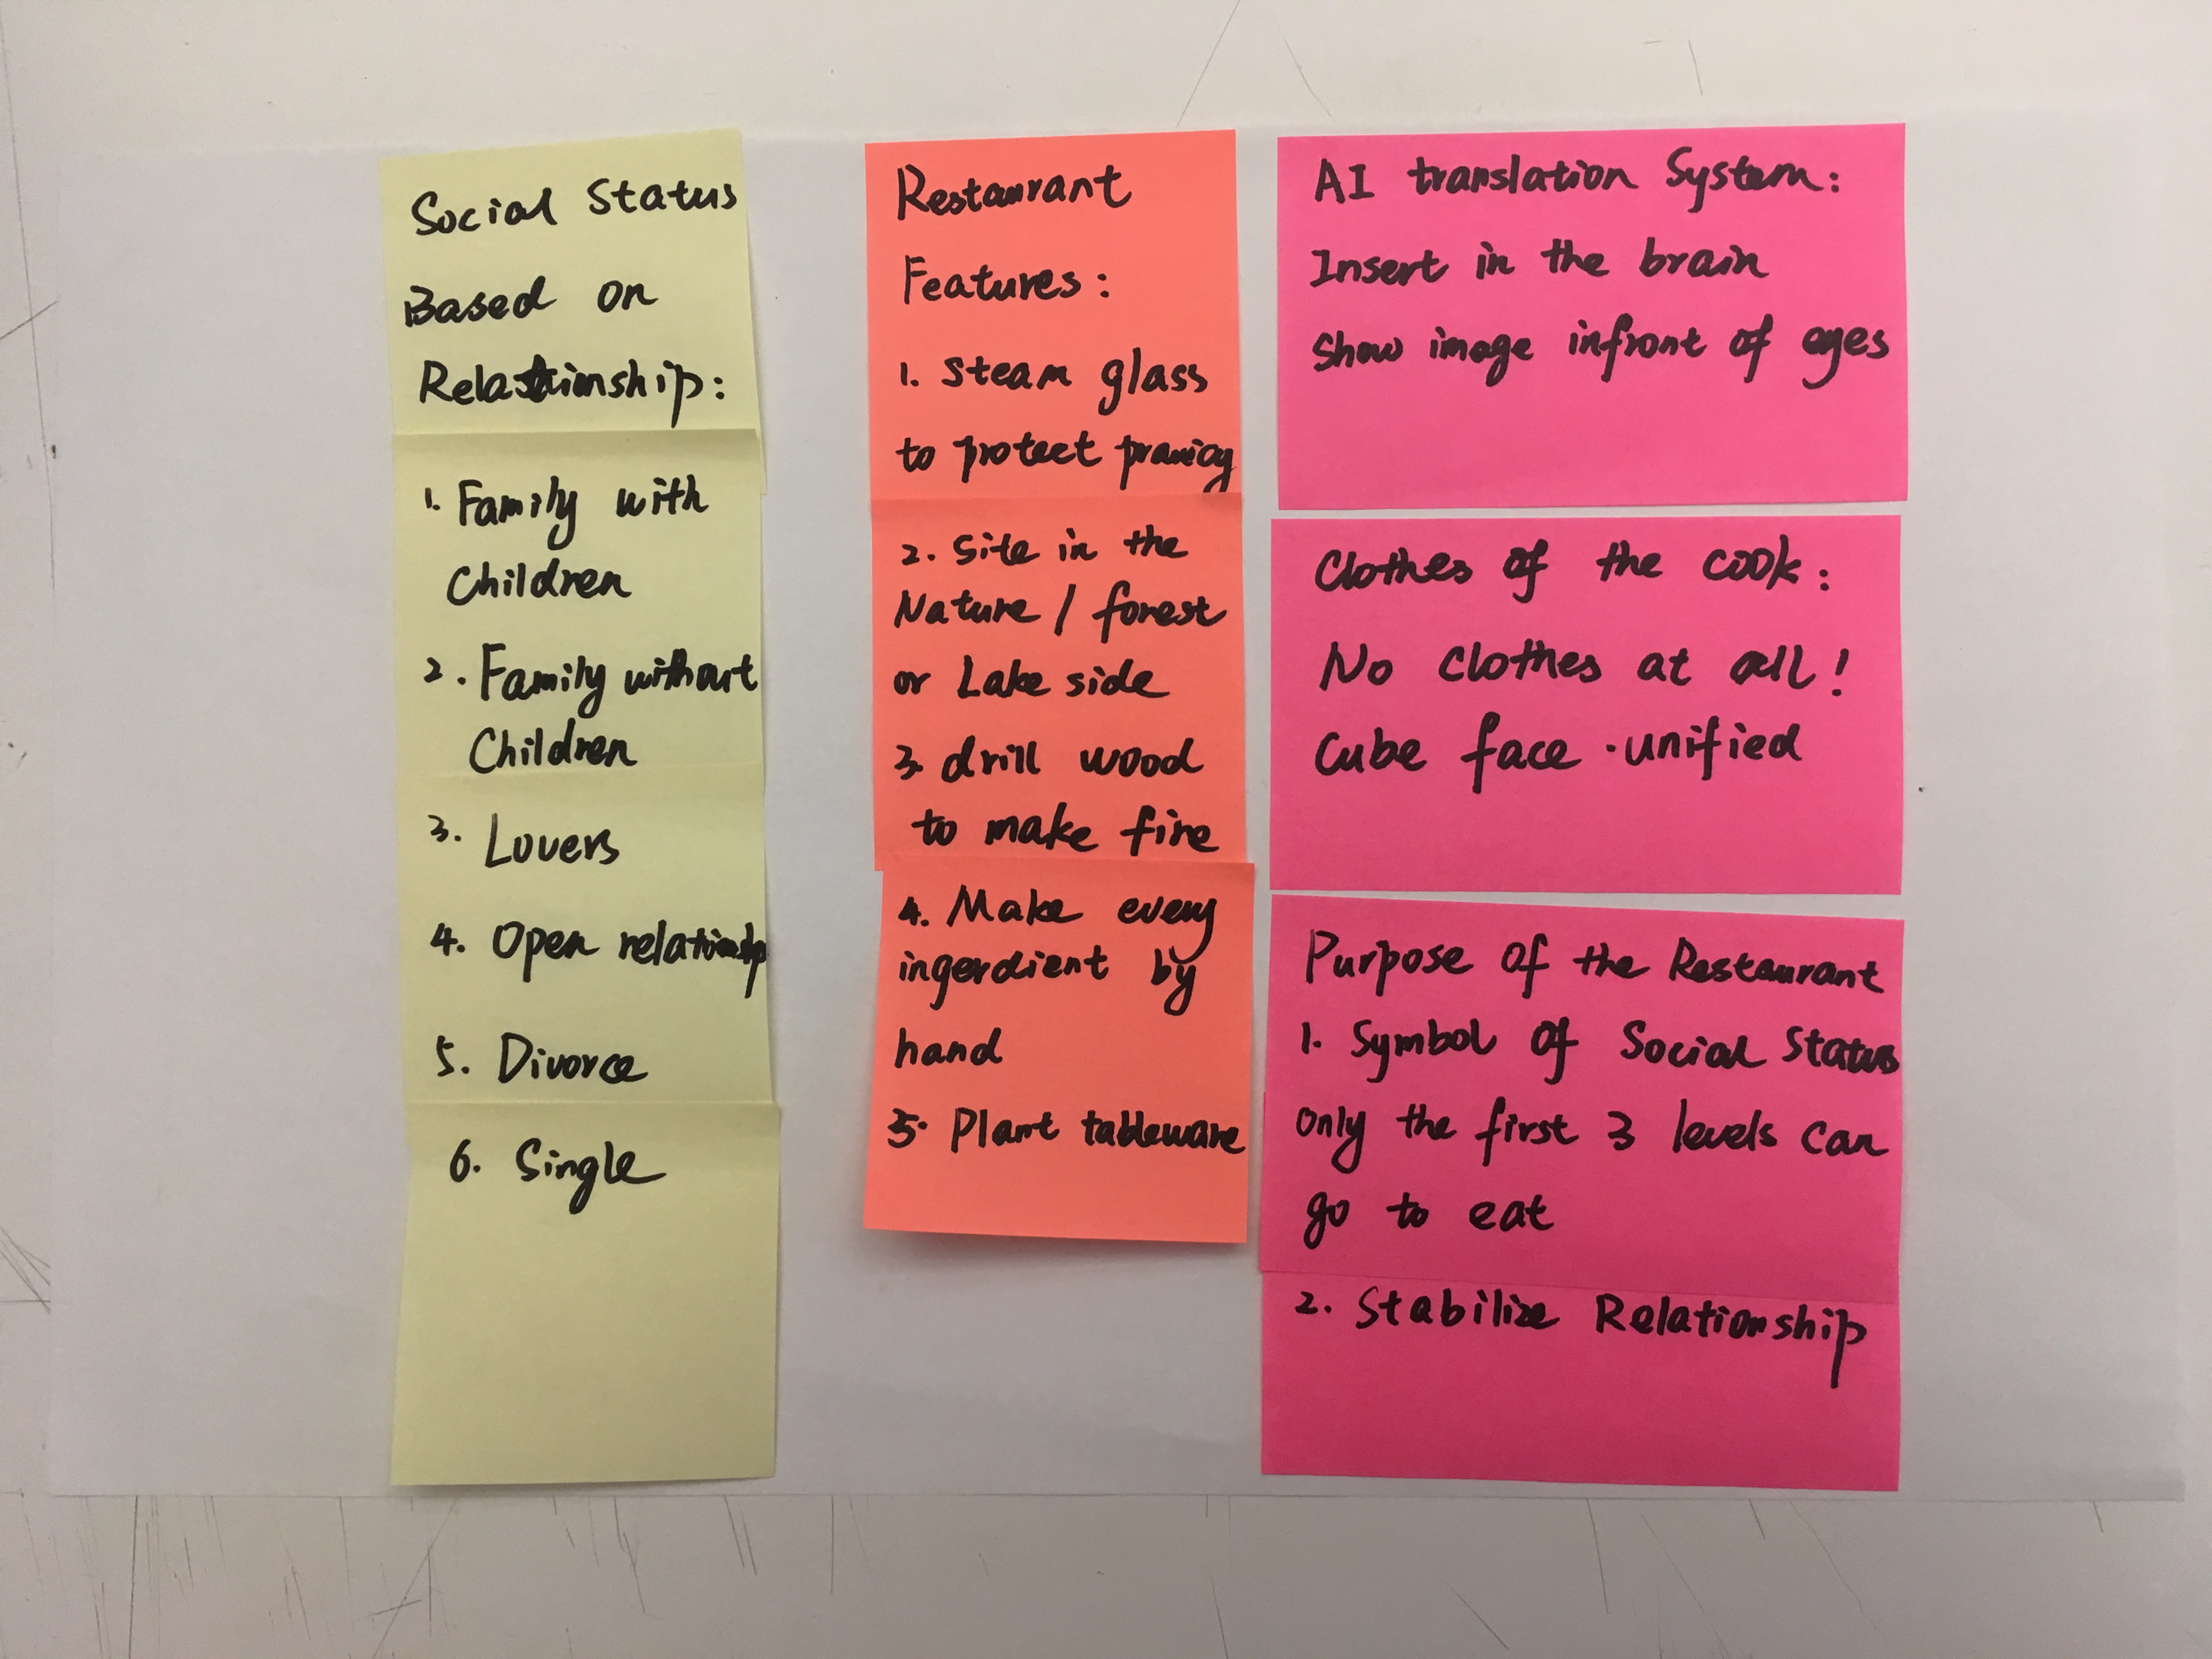 Social Status
Based on
Relationship:
1. Family with
Children
2. Family without
Children
3. Lovers
4. Open relationship
5. Divorce
6. Single
Restaurant
Features:
1. Steam glass
to protect pravicy
2. Site in the
Nature / forest
or Lake side
3. drill wood
to make fire
4. Make every
ingerdient by
hand
5. Plant tableware
AI translation System:
Insert in the brain
Show image infront of eyes
Clothes of the cook:
No clothes at all!
Cube face · unified
Purpose of the Restaurant
1. Symbol of Social Status
only the first 3 levels can
go to eat
2. Stabilize Relationship